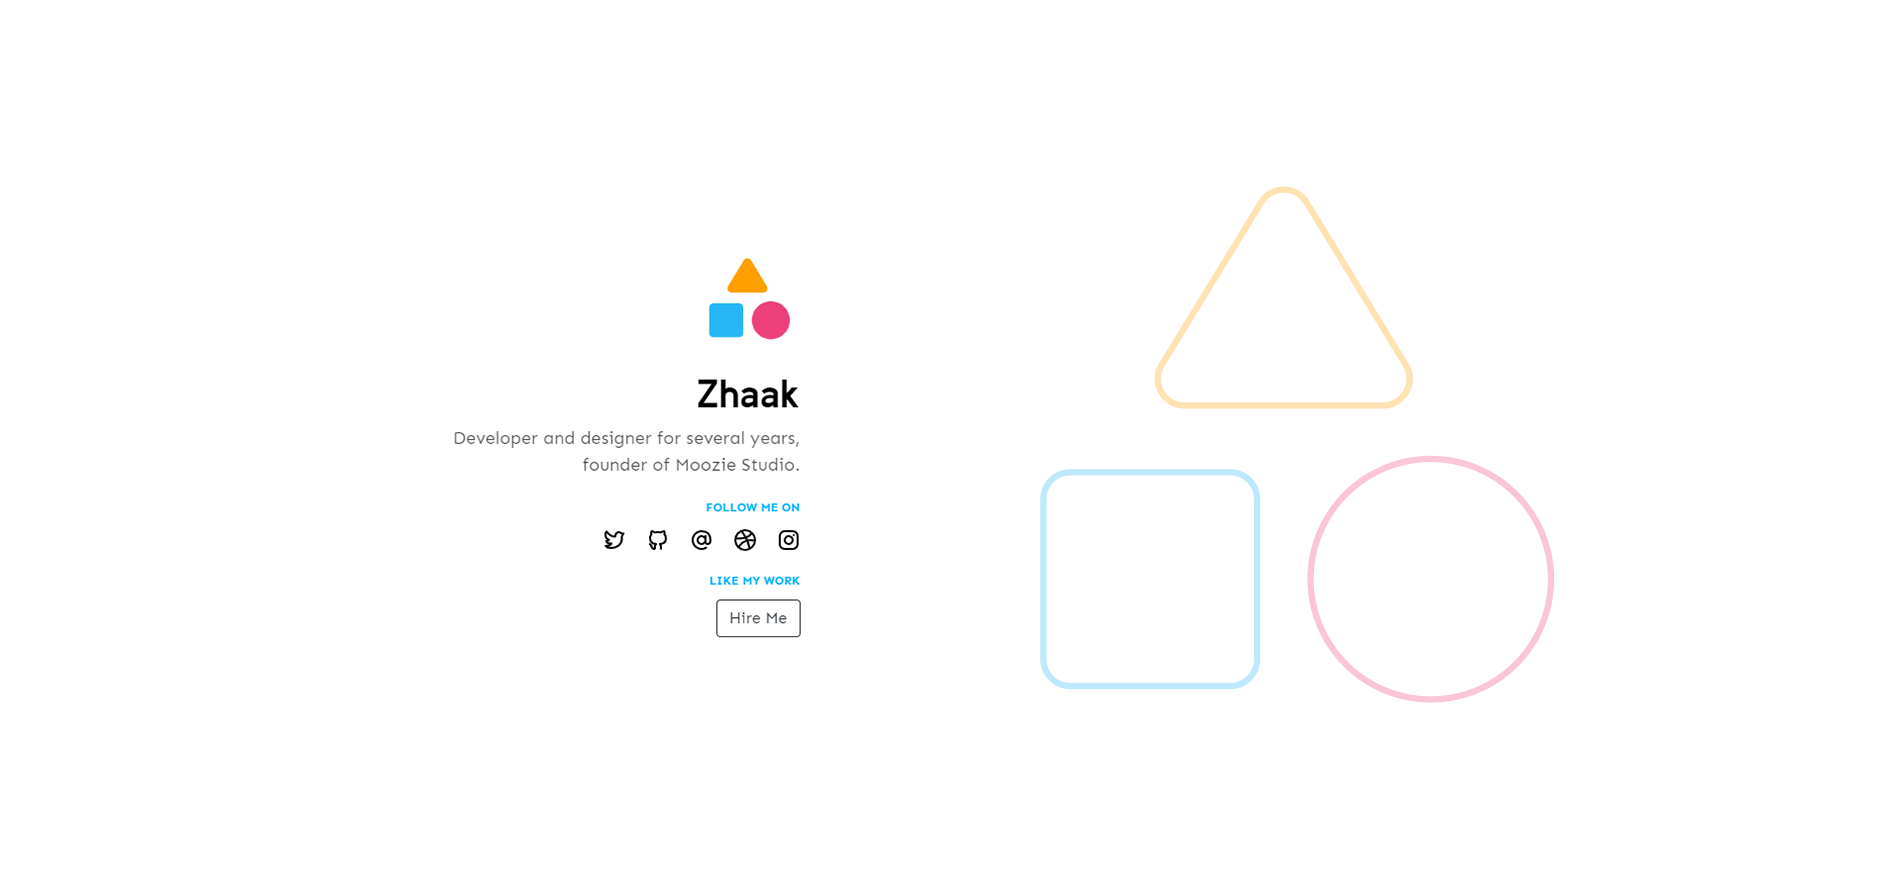 Zhaak
Developer and designer for several years,
founder of Moozie Studio.
FOLLOW ME ON
LIKE MY WORK
Hire Me